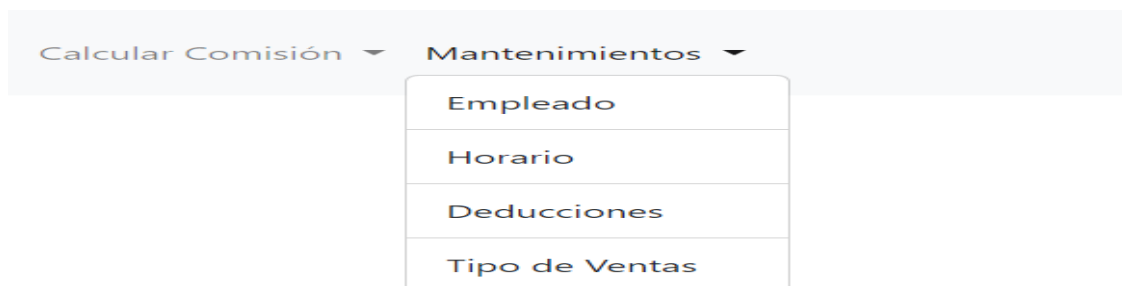 Calcular Comisión Mantenimientos
Empleado
Horario
Deducciones
Tipo de Ventas